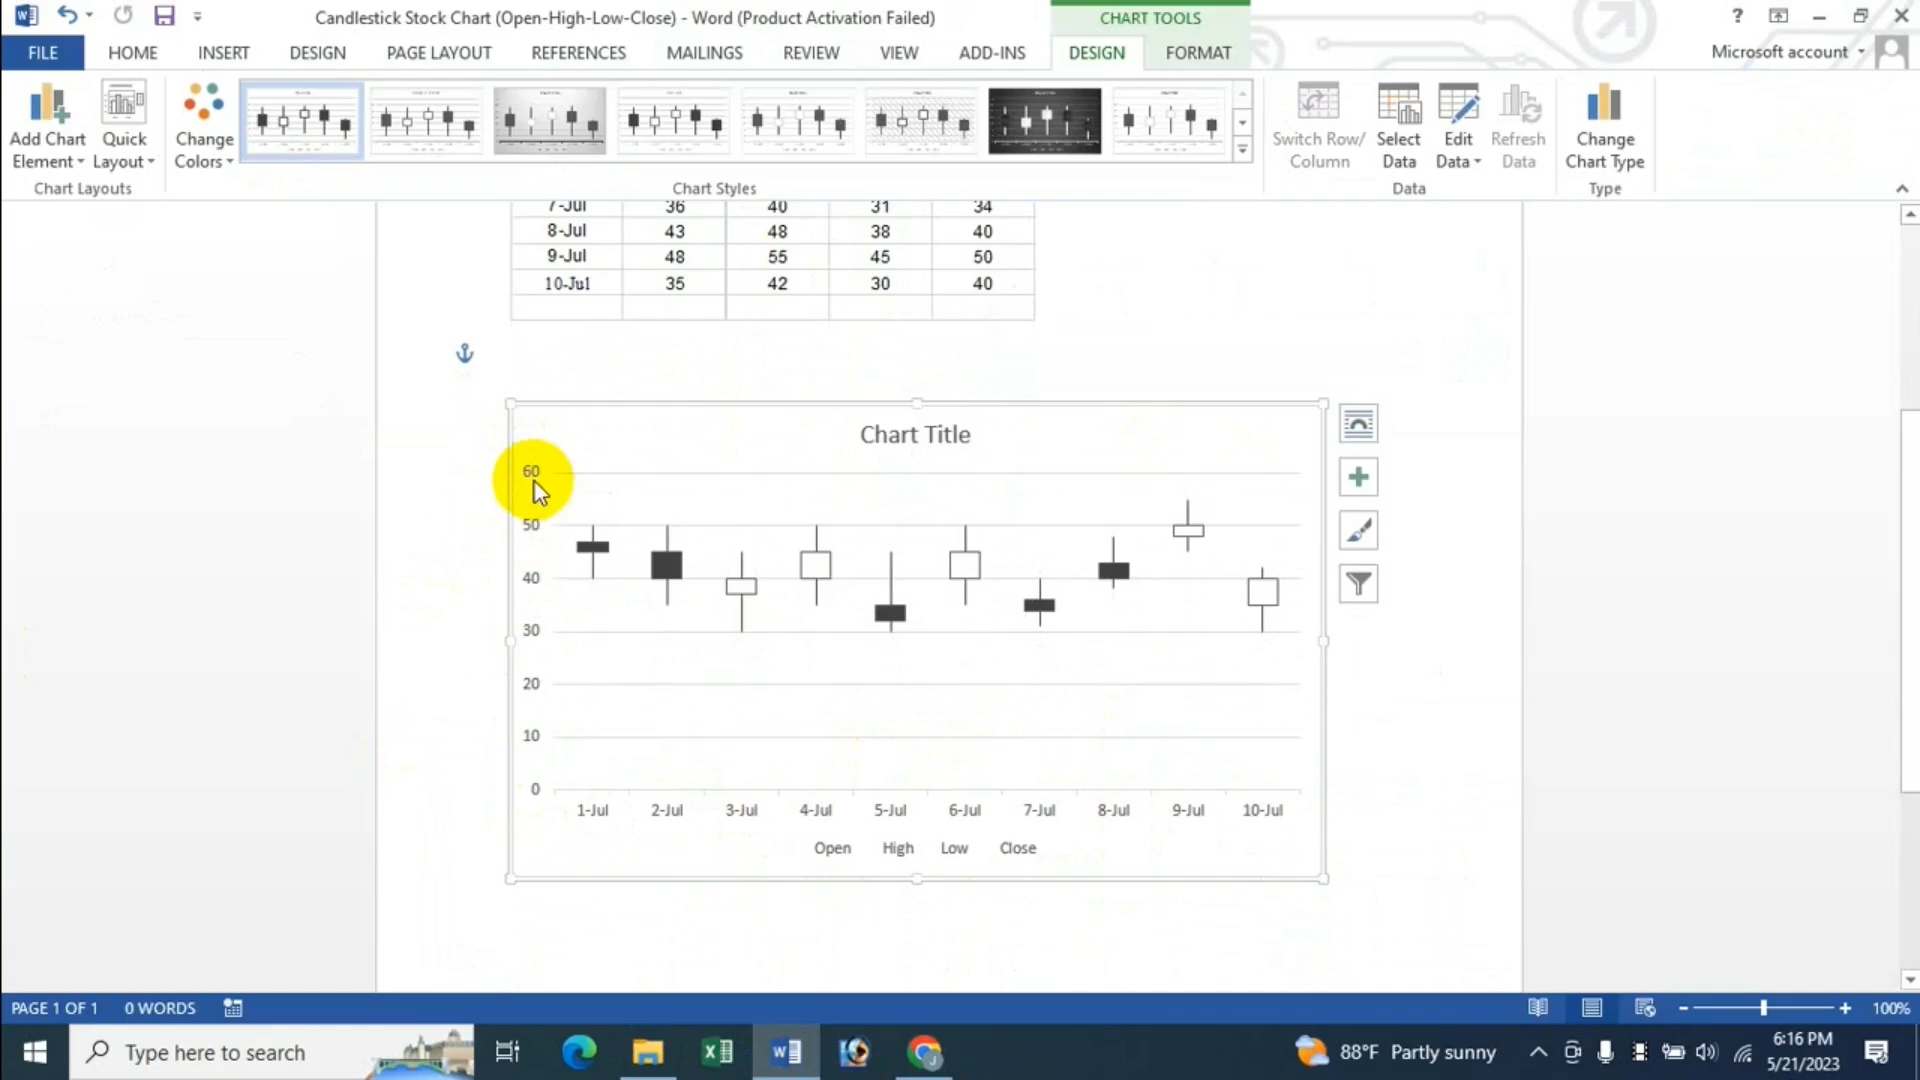 Candlestick Stock Chart (Open-High-Low-Close) - Word (Product Activation Failed)
CHART TOOLS
?
FILE HOME INSERT DESIGN PAGE LAYOUT REFERENCES MAILINGS REVIEW VIEW ADD-INS DESIGN FORMAT Microsoft account
Add Chart Element
Quick Layout
Change Colors
Switch Row/ Column
Select Data
Edit Data
Refresh Data
Change Chart Type
Chart Layouts Chart Styles Data Type
7-Jul 36 40 31 34
8-Jul 43 48 38 40
9-Jul 48 55 45 50
10-Jul 35 42 30 40
Chart Title
60
50
40
30
20
10
0
1-Jul 2-Jul 3-Jul 4-Jul 5-Jul 6-Jul 7-Jul 8-Jul 9-Jul 10-Jul
Open High Low Close
PAGE 1 OF 1 0 WORDS 100%
Type here to search
88°F Partly sunny
6:16 PM
5/21/2023